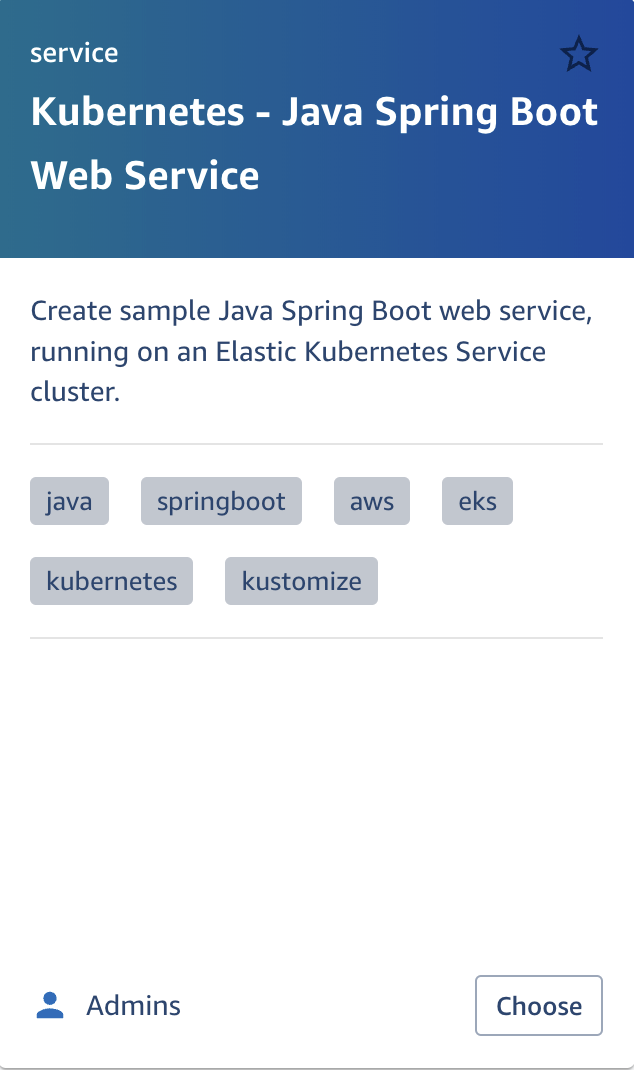 service
Kubernetes - Java Spring Boot
Web Service
Create sample Java Spring Boot web service,
running on an Elastic Kubernetes Service
cluster.
java springboot aws eks
kubernetes kustomize
Admins Choose